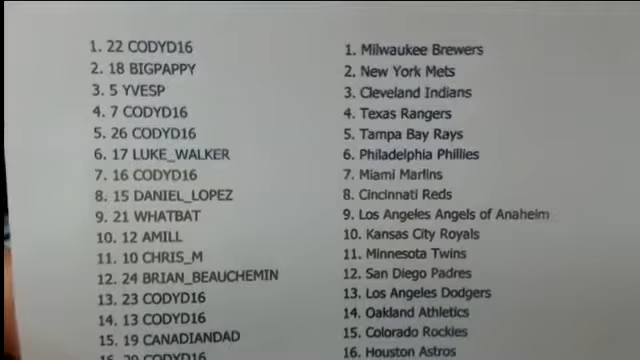 1. 22 CODYD16
2. 18 BIGPAPPY
3. 5 YVESP
4. 7 CODYD16
5. 26 CODYD16
6. 17 LUKE_WALKER
7. 16 CODYD16
8. 15 DANIEL_LOPEZ
9. 21 WHATBAT
10. 12 AMILL
11. 10 CHRIS_M
12. 24 BRIAN_BEAUCHEMIN
13. 23 CODYD16
14. 13 CODYD16
15. 19 CANADIANDAD
16. 20 CODYD16
1. Milwaukee Brewers
2. New York Mets
3. Cleveland Indians
4. Texas Rangers
5. Tampa Bay Rays
6. Philadelphia Phillies
7. Miami Marlins
8. Cincinnati Reds
9. Los Angeles Angels of Anaheim
10. Kansas City Royals
11. Minnesota Twins
12. San Diego Padres
13. Los Angeles Dodgers
14. Oakland Athletics
15. Colorado Rockies
16. Houston Astros